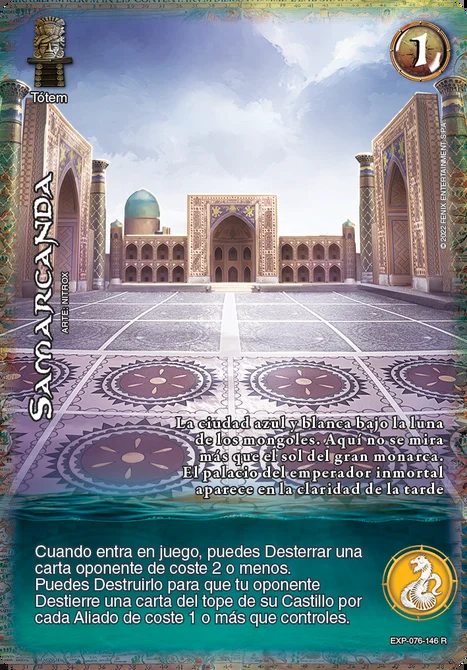 Tótem
1
© 2022 FENIX ENTERTAINMENT S.P.A.
SAMARCANDA
ARTE: NITROX
La ciudad azul y blanca bajo la luna
de los mongoles. Aquí no se mira
más que el sol del gran monarca.
El palacio del emperador inmortal
aparece en la claridad de la tarde
Cuando entra en juego, puedes Desterrar una
carta oponente de coste 2 o menos.
Puedes Destruirlo para que tu oponente
Destierre una carta del tope de su Castillo por
cada Aliado de coste 1 o más que controles.
EXP-076-146 R